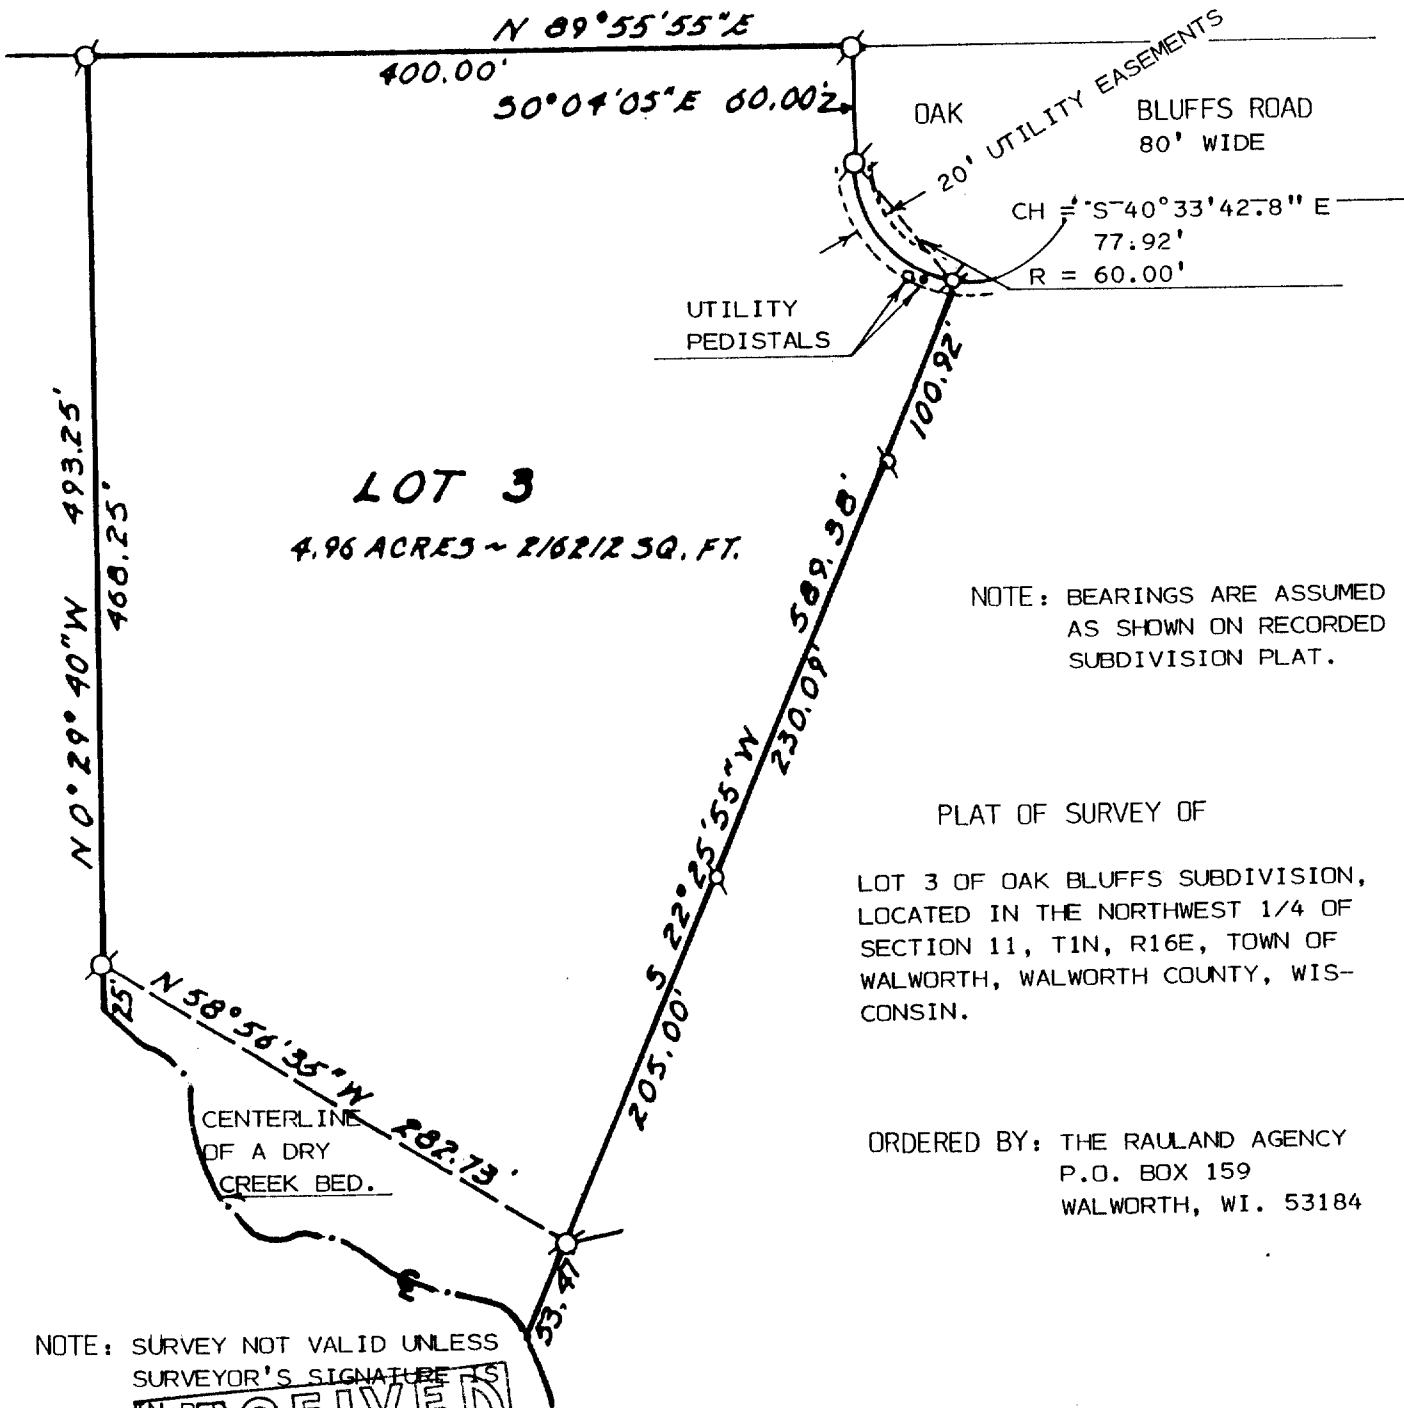 N 89°55'55"E
400.00'
S0°04'05"E 60.00'
OAK BLUFFS ROAD
80' WIDE
20' UTILITY EASEMENTS
CH = S 40°33'42.8" E
77.92'
R = 60.00'
UTILITY
PEDISTALS
100.92'
N 0° 29' 40" W 493.25'
468.25'
LOT 3
4.96 ACRES ~ 216212 SQ. FT.
S 22°25'55" W 589.38'
230.09'
205.00'
NOTE: BEARINGS ARE ASSUMED
AS SHOWN ON RECORDED
SUBDIVISION PLAT.
PLAT OF SURVEY OF
LOT 3 OF OAK BLUFFS SUBDIVISION,
LOCATED IN THE NORTHWEST 1/4 OF
SECTION 11, T1N, R16E, TOWN OF
WALWORTH, WALWORTH COUNTY, WIS-
CONSIN.
25'
N 58°56'35" W 282.73'
CENTERLINE
OF A DRY
CREEK BED.
ORDERED BY: THE RAULAND AGENCY
P.O. BOX 159
WALWORTH, WI. 53184
53.47'
NOTE: SURVEY NOT VALID UNLESS
SURVEYOR'S SIGNATURE IS